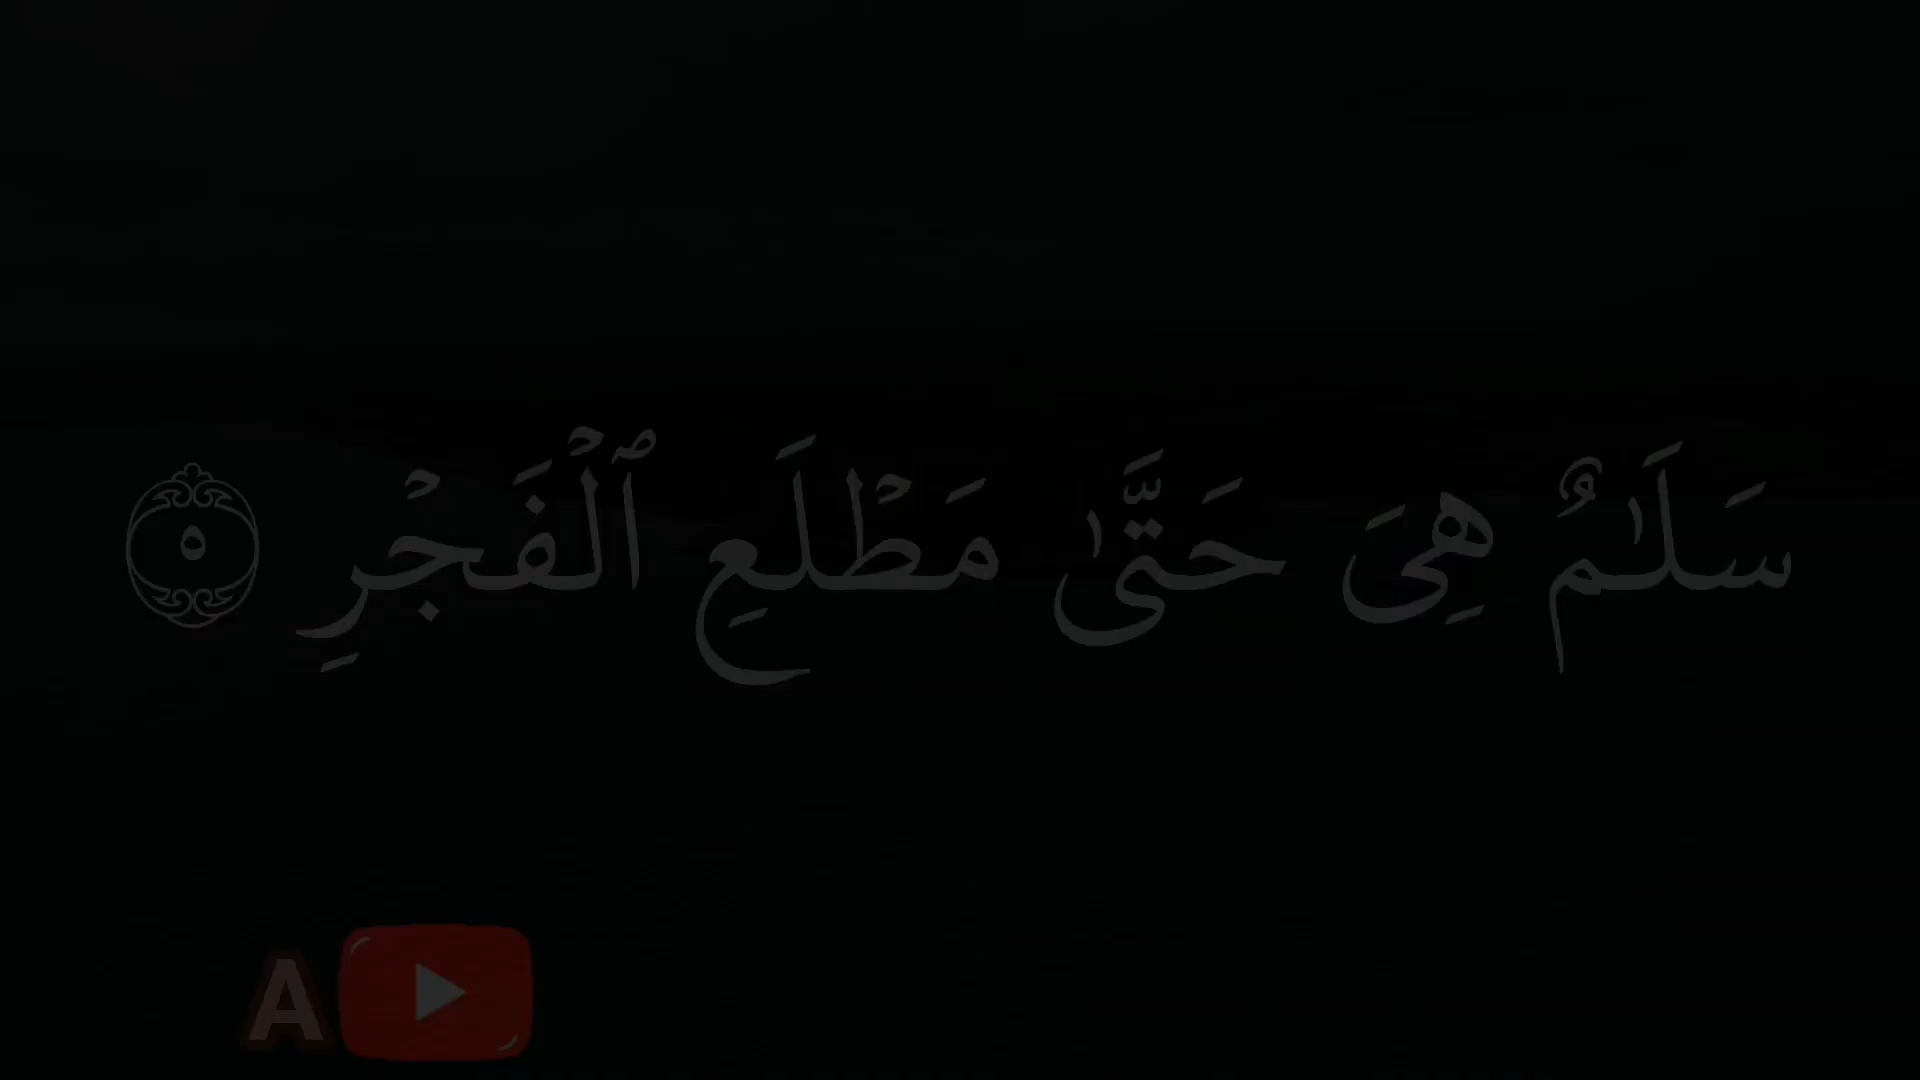 سَلَـٰمٌ هِىَ حَتَّىٰ مَطْلَعِ ٱلْفَجْرِ ٥
A